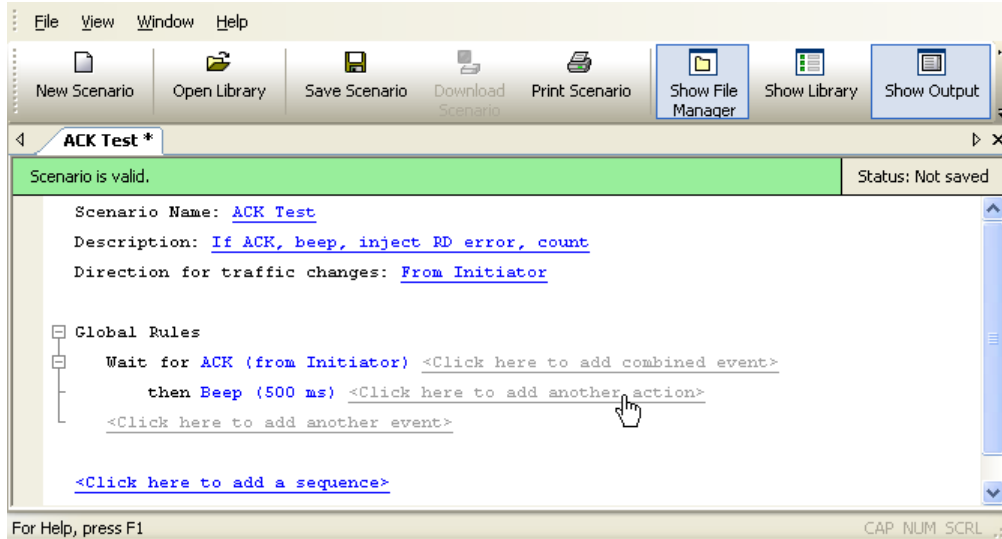 File View Window Help
New Scenario Open Library Save Scenario Download Scenario Print Scenario Show File Manager Show Library Show Output
ACK Test *
Scenario is valid. Status: Not saved
Scenario Name: ACK Test
Description: If ACK, beep, inject RD error, count
Direction for traffic changes: From Initiator
Global Rules
Wait for ACK (from Initiator) <Click here to add combined event>
then Beep (500 ms) <Click here to add another action>
<Click here to add another event>
<Click here to add a sequence>
For Help, press F1 CAP NUM SCRL